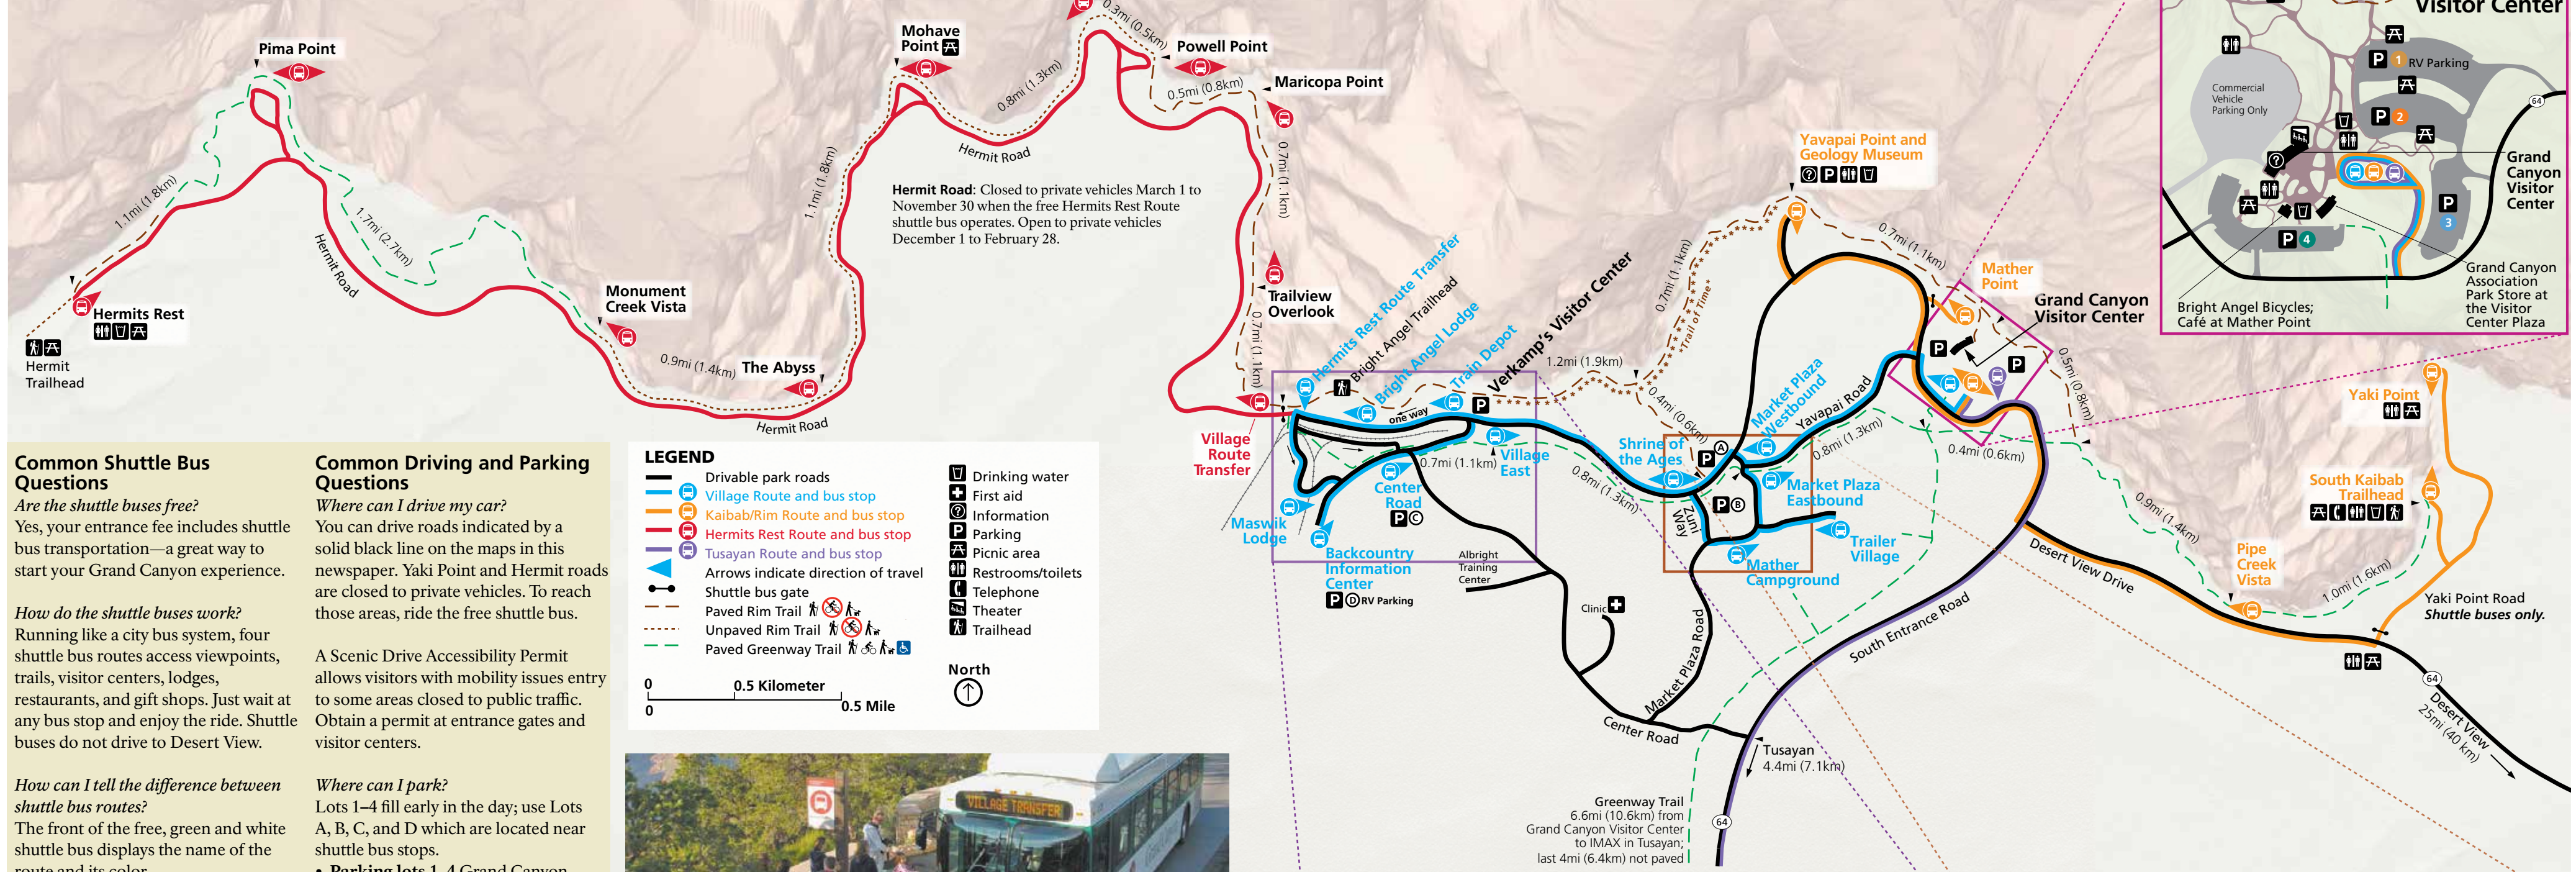 Pima Point
Mohave
Point
0.3mi (0.5km)
Powell Point
Maricopa Point
0.5mi (0.8km)
0.8mi (1.3km)
Hermit Road
1.1mi (1.8km)
Hermit Road: Closed to private vehicles March 1 to
November 30 when the free Hermits Rest Route
shuttle bus operates. Open to private vehicles
December 1 to February 28.
0.7mi (1.1km)
1.1mi (1.8km)
1.7mi (2.7km)
Hermit Road
Hermits Rest
Hermit
Trailhead
Monument
Creek Vista
0.9mi (1.4km)
The Abyss
Hermit Road
Trailview
Overlook
0.7mi (1.1km)
Village
Route
Transfer
Hermits Rest Route Transfer
Bright Angel Trailhead
Bright Angel Lodge
Train Depot
Verkamp's Visitor Center
one way
P
Village
East
0.7mi (1.1km)
Center
Road
P C
Maswik
Lodge
Backcountry
Information
Center
P D RV Parking
Albright
Training
Center
1.2mi (1.9km)
0.7mi (1.1km)
"Trail of Time"
0.4mi (0.6km)
0.8mi (1.3km)
Shrine of
the Ages
P A
P B
Zuni
Way
Market Plaza
Westbound
Yavapai Road
0.8mi (1.3km)
Market Plaza
Eastbound
Trailer
Village
Mather
Campground
Yavapai Point and
Geology Museum
? P
0.7mi (1.1km)
Mather
Point
Grand Canyon
Visitor Center
P
P
0.5mi (0.8km)
0.4mi (0.6km)
Clinic
Market Plaza Road
Center Road
South Entrance Road
Tusayan
4.4mi (7.1km)
64
Greenway Trail
6.6mi (10.6km) from
Grand Canyon Visitor Center
to IMAX in Tusayan;
last 4mi (6.4km) not paved
Desert View Drive
0.9mi (1.4km)
Pipe
Creek
Vista
1.0mi (1.6km)
Yaki Point
South Kaibab
Trailhead
Yaki Point Road
Shuttle buses only.
64
Desert View
25mi (40 km)
Visitor Center
P 1 RV Parking
P 2
Commercial
Vehicle
Parking Only
64
?
P
3
P 4
Grand
Canyon
Visitor
Center
Grand Canyon
Association
Park Store at
the Visitor
Center Plaza
Bright Angel Bicycles;
Café at Mather Point
Common Shuttle Bus
Questions
Are the shuttle buses free?
Yes, your entrance fee includes shuttle
bus transportation—a great way to
start your Grand Canyon experience.
How do the shuttle buses work?
Running like a city bus system, four
shuttle bus routes access viewpoints,
trails, visitor centers, lodges,
restaurants, and gift shops. Just wait at
any bus stop and enjoy the ride. Shuttle
buses do not drive to Desert View.
How can I tell the difference between
shuttle bus routes?
The front of the free, green and white
shuttle bus displays the name of the
route and its color.
Common Driving and Parking
Questions
Where can I drive my car?
You can drive roads indicated by a
solid black line on the maps in this
newspaper. Yaki Point and Hermit roads
are closed to private vehicles. To reach
those areas, ride the free shuttle bus.
A Scenic Drive Accessibility Permit
allows visitors with mobility issues entry
to some areas closed to public traffic.
Obtain a permit at entrance gates and
visitor centers.
Where can I park?
Lots 1–4 fill early in the day; use Lots
A, B, C, and D which are located near
shuttle bus stops.
• Parking lots 1–4 Grand Canyon
LEGEND
Drivable park roads
Village Route and bus stop
Kaibab/Rim Route and bus stop
Hermits Rest Route and bus stop
Tusayan Route and bus stop
Arrows indicate direction of travel
Shuttle bus gate
Paved Rim Trail
Unpaved Rim Trail
Paved Greenway Trail
0
0.5 Kilometer
0
0.5 Mile
Drinking water
First aid
? Information
P Parking
Picnic area
Restrooms/toilets
Telephone
Theater
Trailhead
North
VILLAGE TRANSFER